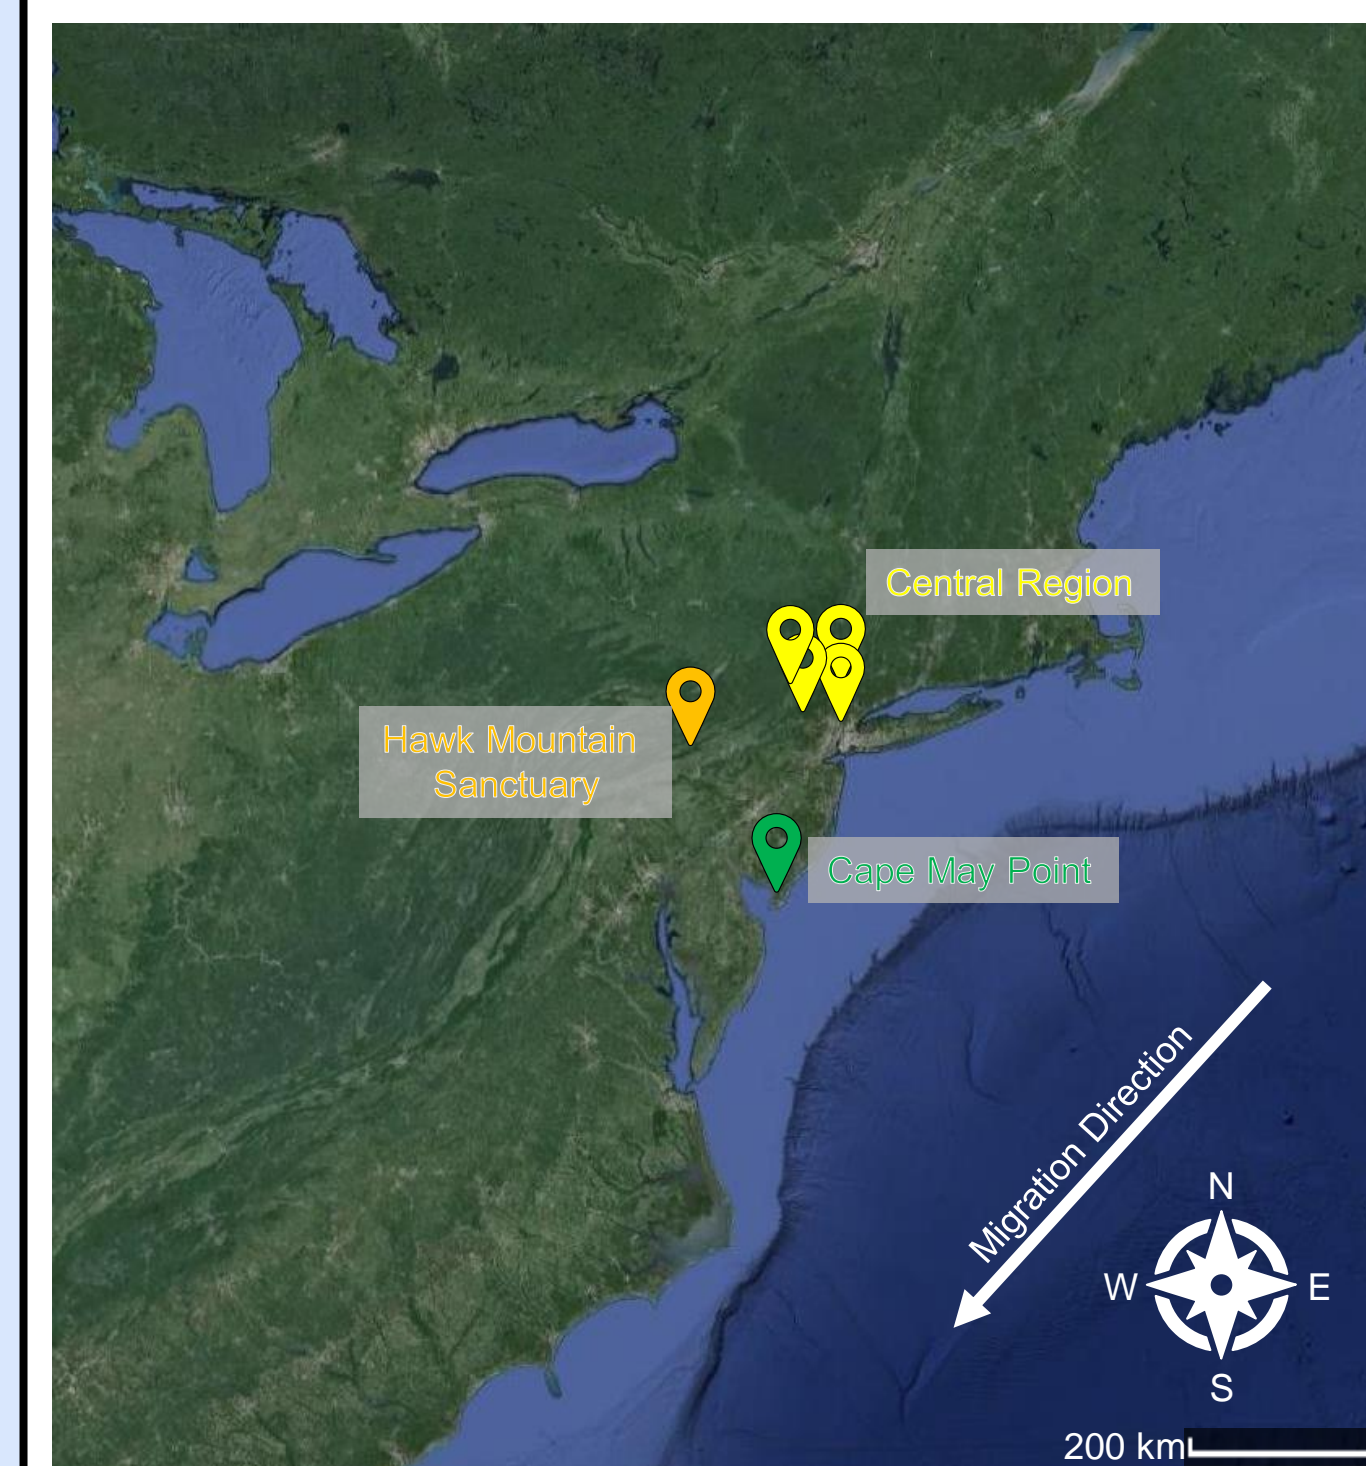 Central Region
Hawk Mountain
Sanctuary
Cape May Point
Migration Direction
N
W
E
S
200 km